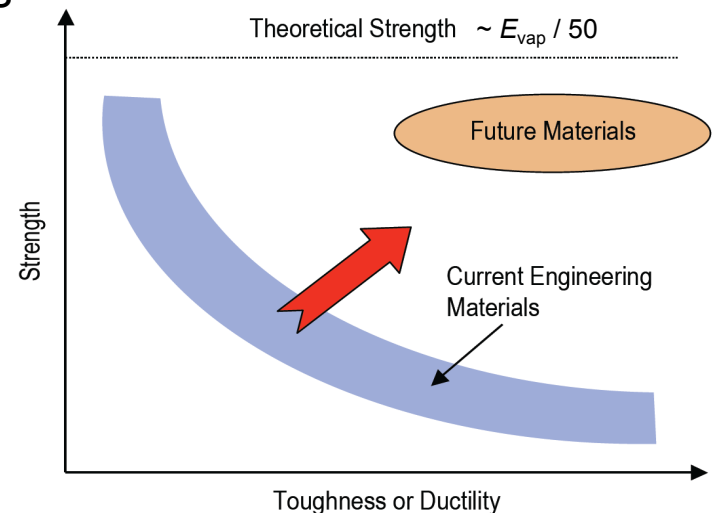 Theoretical Strength ~ Evap / 50
Future Materials
Strength
Current Engineering
Materials
Toughness or Ductility